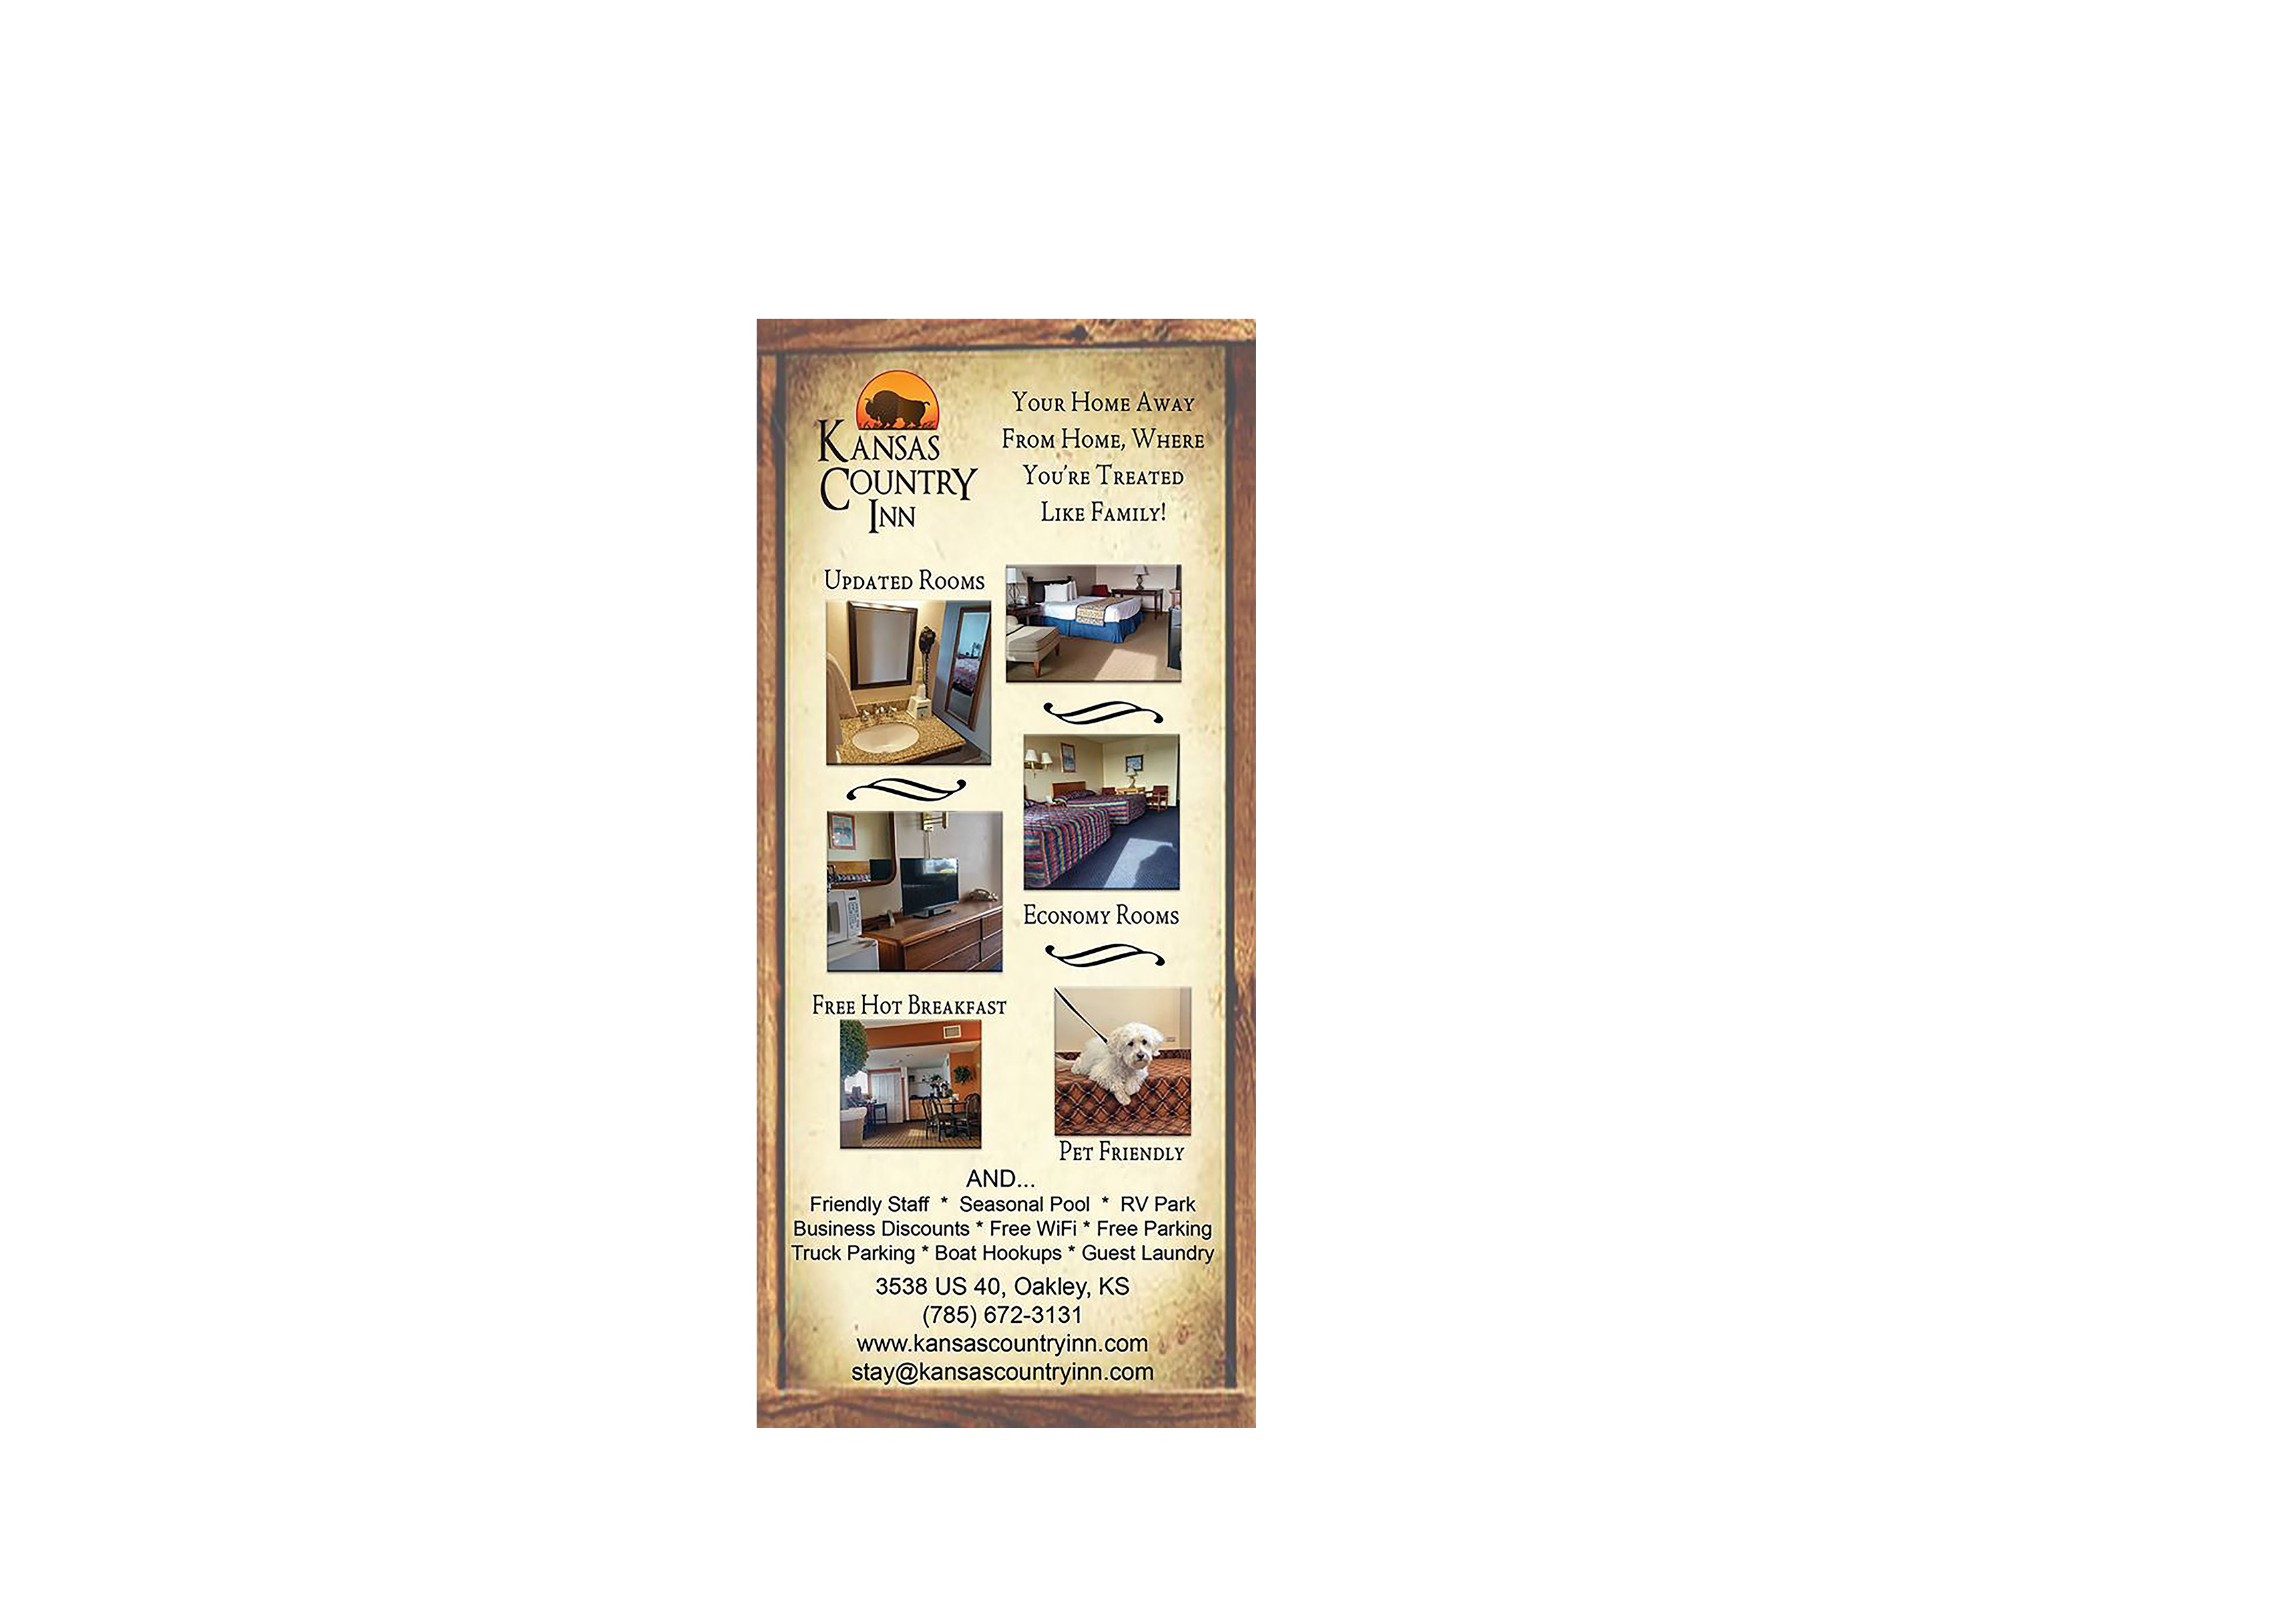 Kansas
Country
Inn
Your Home Away
From Home, Where
You're Treated
Like Family!
Updated Rooms
Economy Rooms
Free Hot Breakfast
Pet Friendly
AND...
Friendly Staff * Seasonal Pool * RV Park
Business Discounts * Free WiFi * Free Parking
Truck Parking * Boat Hookups * Guest Laundry
3538 US 40, Oakley, KS
(785) 672-3131
www.kansascountryinn.com
stay@kansascountryinn.com